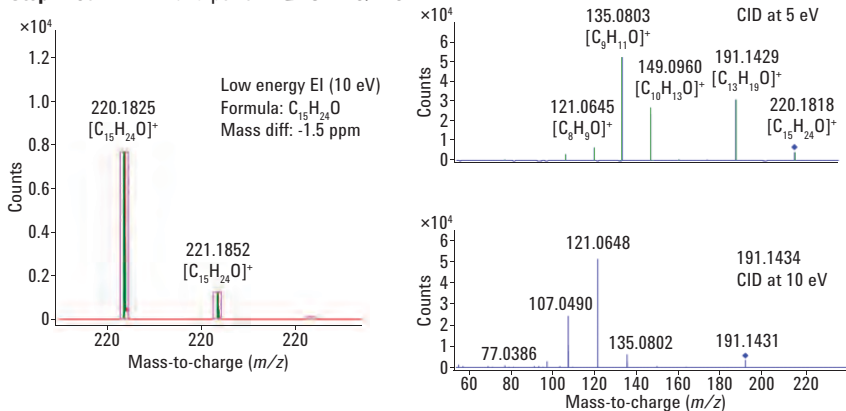 ×10⁴
1.2
1.0
0.8
0.6
0.4
0.2
0
Counts
220.1825
[C₁₅H₂₄O]⁺
Low energy EI (10 eV)
Formula: C₁₅H₂₄O
Mass diff: -1.5 ppm
221.1852
[C₁₅H₂₄O]⁺
220 220 220
Mass-to-charge (m/z)
×10⁴
6
5
4
3
2
1
0
Counts
135.0803
[C₉H₁₁O]⁺
CID at 5 eV
149.0960
[C₁₀H₁₃O]⁺
191.1429
[C₁₃H₁₉O]⁺
121.0645
[C₈H₉O]⁺
220.1818
[C₁₅H₂₄O]⁺
×10⁴
6
5
4
3
2
1
0
Counts
121.0648
191.1434
CID at 10 eV
107.0490
77.0386
135.0802
191.1431
60 80 100 120 140 160 180 200 220
Mass-to-charge (m/z)